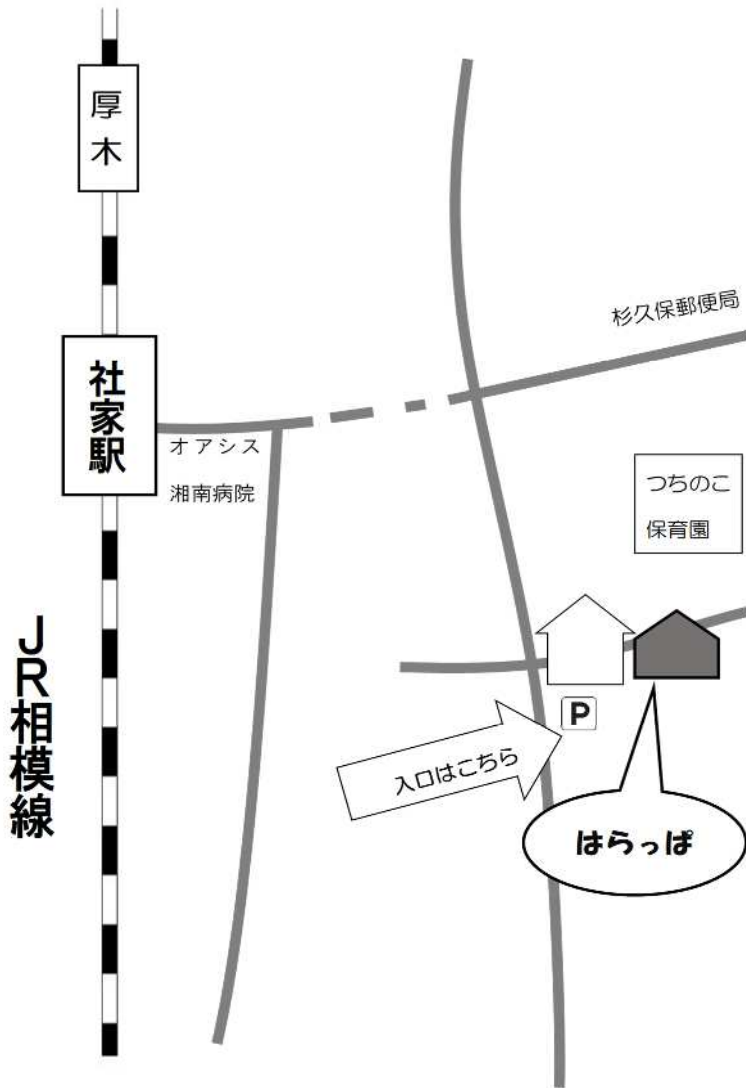 厚木
杉久保郵便局
社家駅
オアシス
湘南病院
つちのこ
保育園
JR相模線
P
入口はこちら
はらっぱ